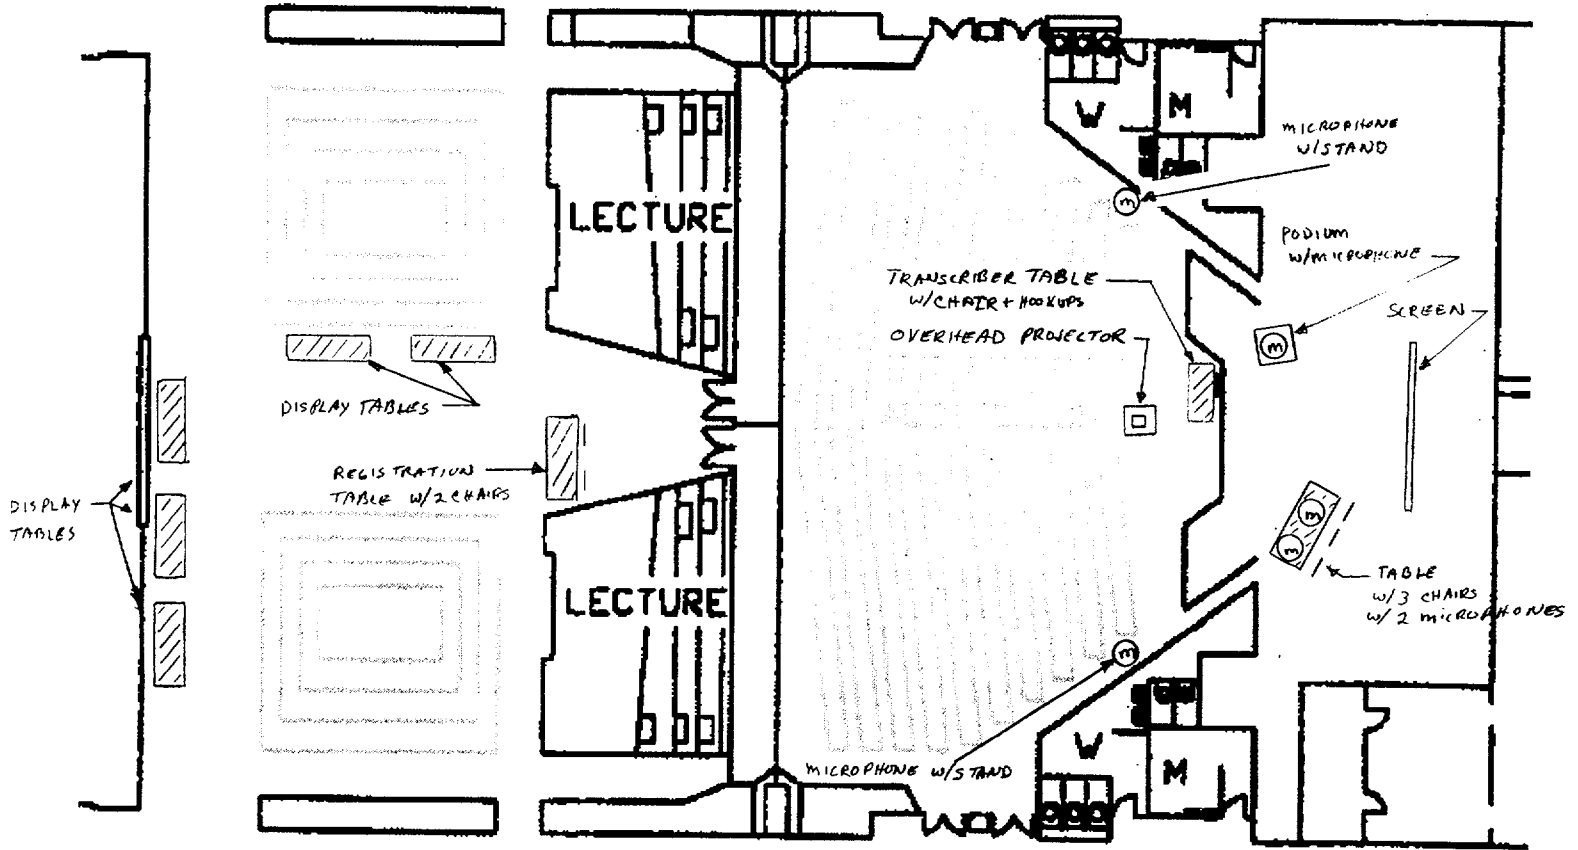 W
M
MICROPHONE
W/STAND
LECTURE
PODIUM
W/MICROPHONE
TRANSCRIBER TABLE
W/CHAIR + HOOKUPS
SCREEN
OVERHEAD PROJECTOR
m
m
DISPLAY TABLES
REGISTRATION
TABLE W/2 CHAIRS
DISPLAY
TABLES
m
m
TABLE
W/3 CHAIRS
W/2 MICROPHONES
LECTURE
m
W
M
MICROPHONE W/STAND